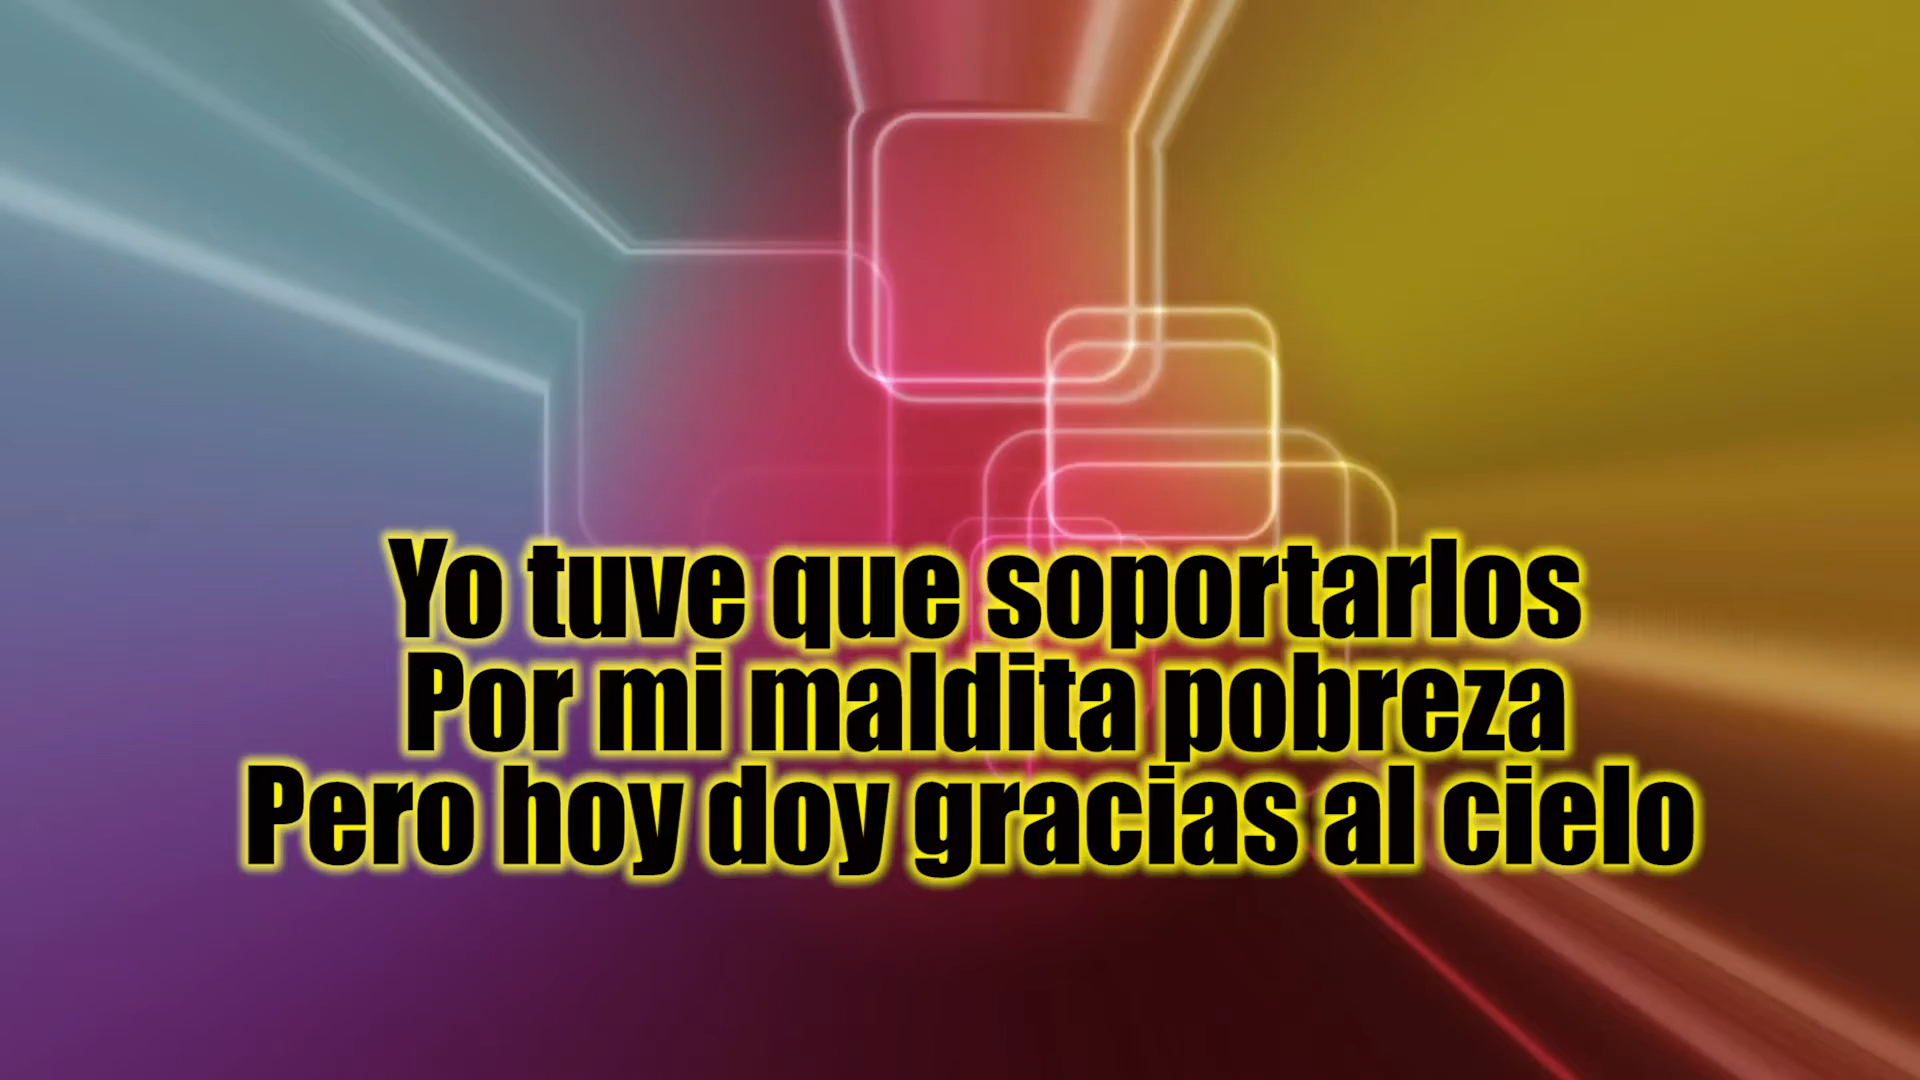 Yo tuve que soportarlos
Por mi maldita pobreza
Pero hoy doy gracias al cielo